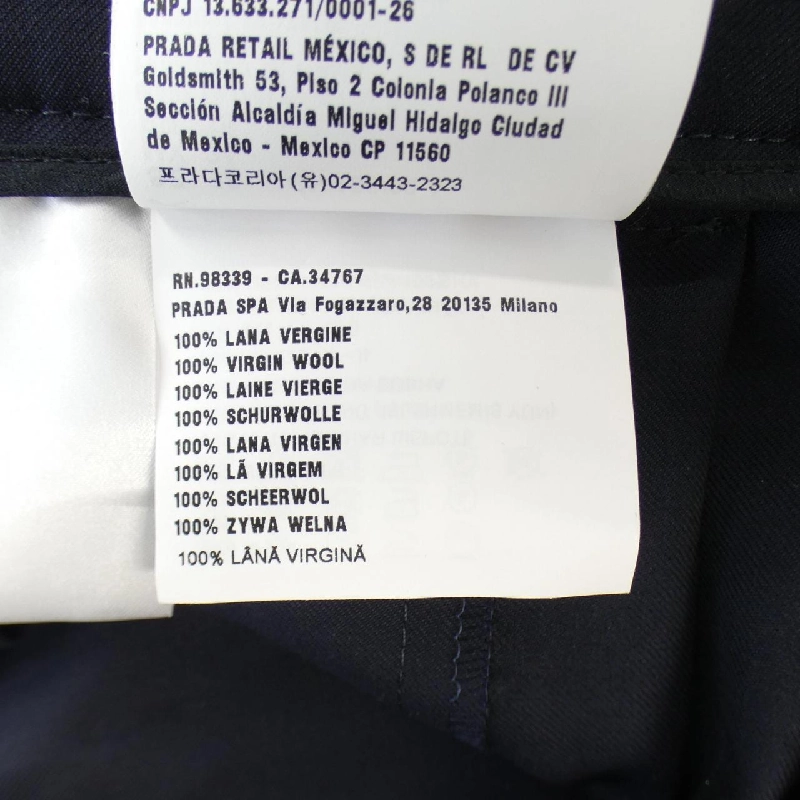 CNPJ 13.633.271/0001-26
PRADA RETAIL MÉXICO, S DE RL DE CV
Goldsmith 53, Piso 2 Colonia Polanco III
Sección Alcaldía Miguel Hidalgo Ciudad
de Mexico - Mexico CP 11560
프라다코리아(유)02-3443-2323
RN.98339 - CA.34767
PRADA SPA Via Fogazzaro,28 20135 Milano
100% LANA VERGINE
100% VIRGIN WOOL
100% LAINE VIERGE
100% SCHURWOLLE
100% LANA VIRGEN
100% LÃ VIRGEM
100% SCHEERWOL
100% ZYWA WELNA
100% LÂNĂ VIRGINĂ